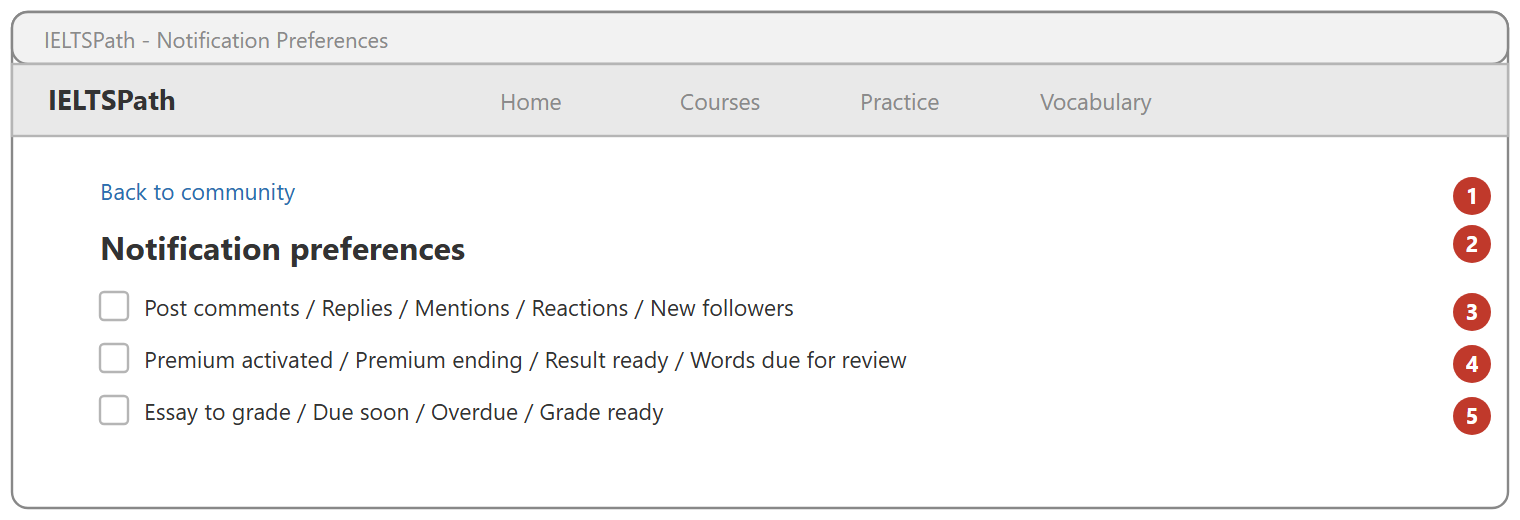 IELTSPath - Notification Preferences
IELTSPath Home Courses Practice Vocabulary
Back to community 1
Notification preferences 2
Post comments / Replies / Mentions / Reactions / New followers 3
Premium activated / Premium ending / Result ready / Words due for review 4
Essay to grade / Due soon / Overdue / Grade ready 5